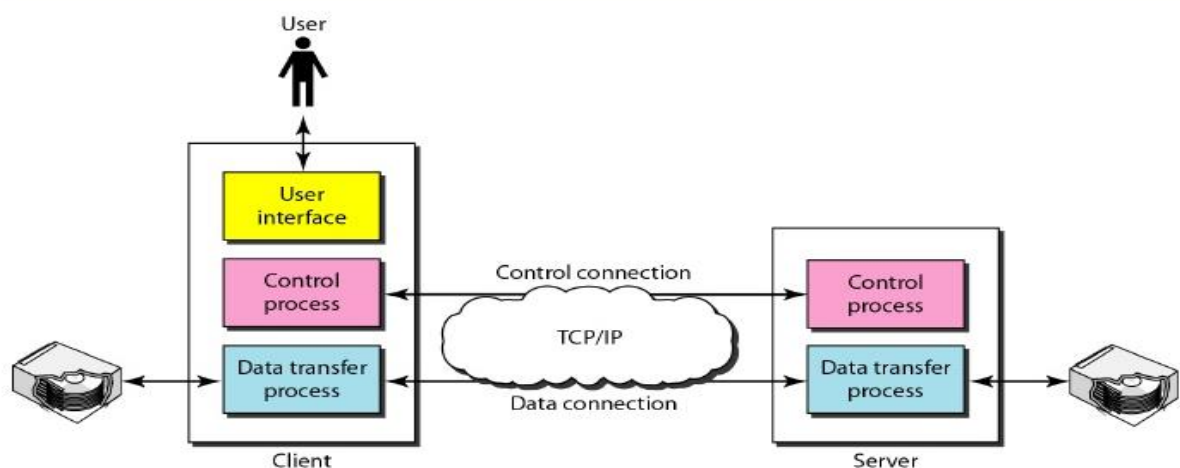 User
User
interface
Control
process
Data transfer
process
Client
Control connection
TCP/IP
Data connection
Control
process
Data transfer
process
Server